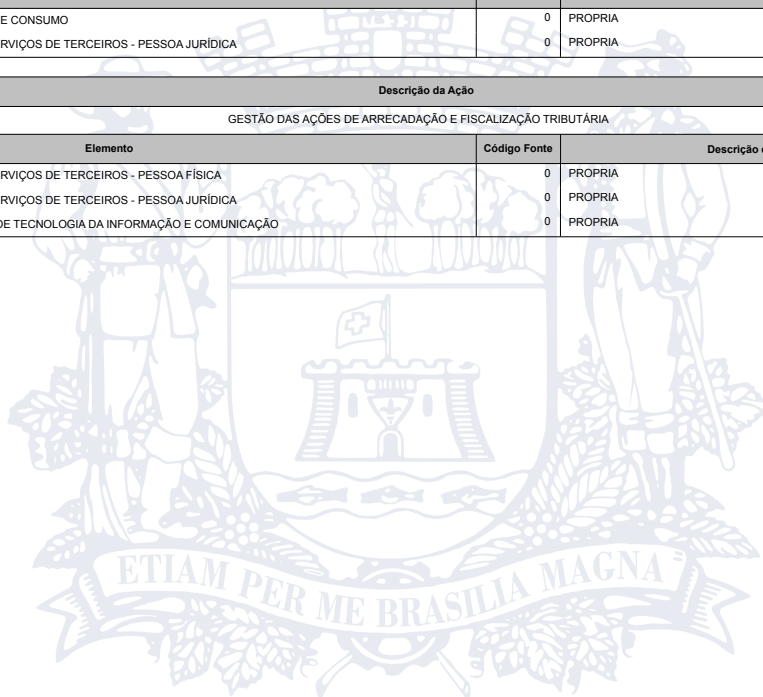 E CONSUMO 0 PROPRIA
RVIÇOS DE TERCEIROS - PESSOA JURÍDICA 0 PROPRIA
Descrição da Ação
GESTÃO DAS AÇÕES DE ARRECADAÇÃO E FISCALIZAÇÃO TRIBUTÁRIA
Elemento Código Fonte Descrição
RVIÇOS DE TERCEIROS - PESSOA FÍSICA 0 PROPRIA
RVIÇOS DE TERCEIROS - PESSOA JURÍDICA 0 PROPRIA
DE TECNOLOGIA DA INFORMAÇÃO E COMUNICAÇÃO 0 PROPRIA
ETIAM PER ME BRASILIA MAGNA